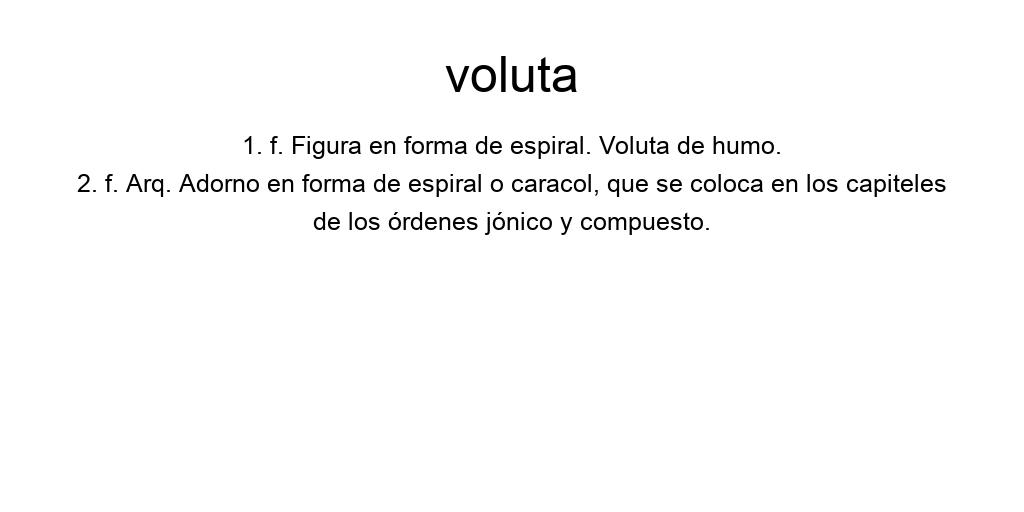 voluta
1. f. Figura en forma de espiral. Voluta de humo.
2. f. Arq. Adorno en forma de espiral o caracol, que se coloca en los capiteles
de los órdenes jónico y compuesto.